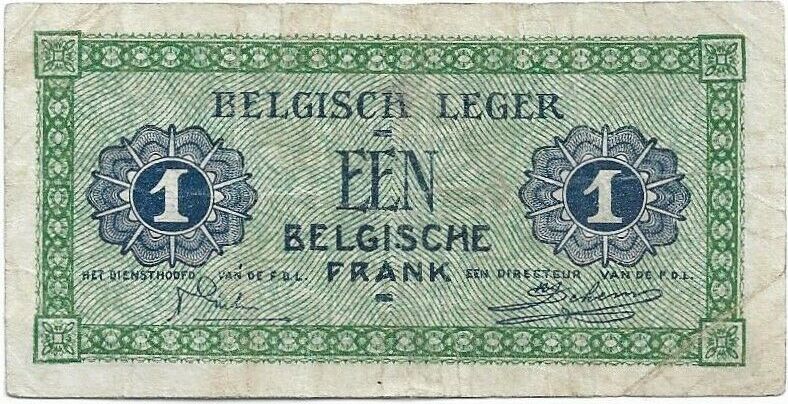 BELGISCH LEGER
EEN
1 1
BELGISCHE
FRANK
HET DIENSTHOOFD VAN DE F.D.L. EEN DIRECTEUR VAN DE F.D.L.